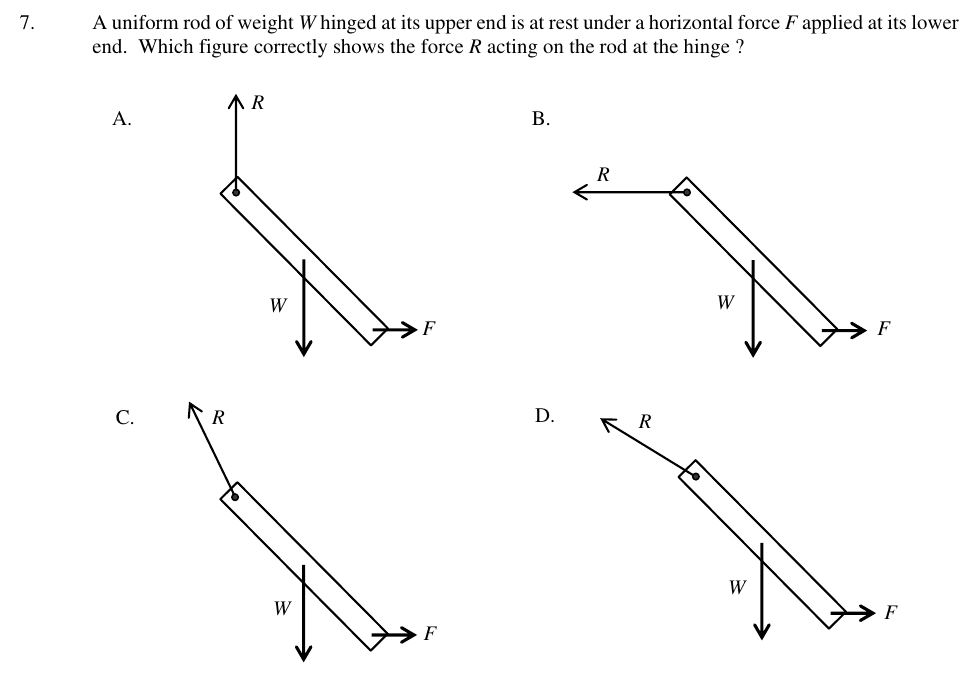 7. A uniform rod of weight W hinged at its upper end is at rest under a horizontal force F applied at its lower
end. Which figure correctly shows the force R acting on the rod at the hinge ?
A.
R
W
F
B.
R
W
F
C.
R
W
F
D.
R
W
F